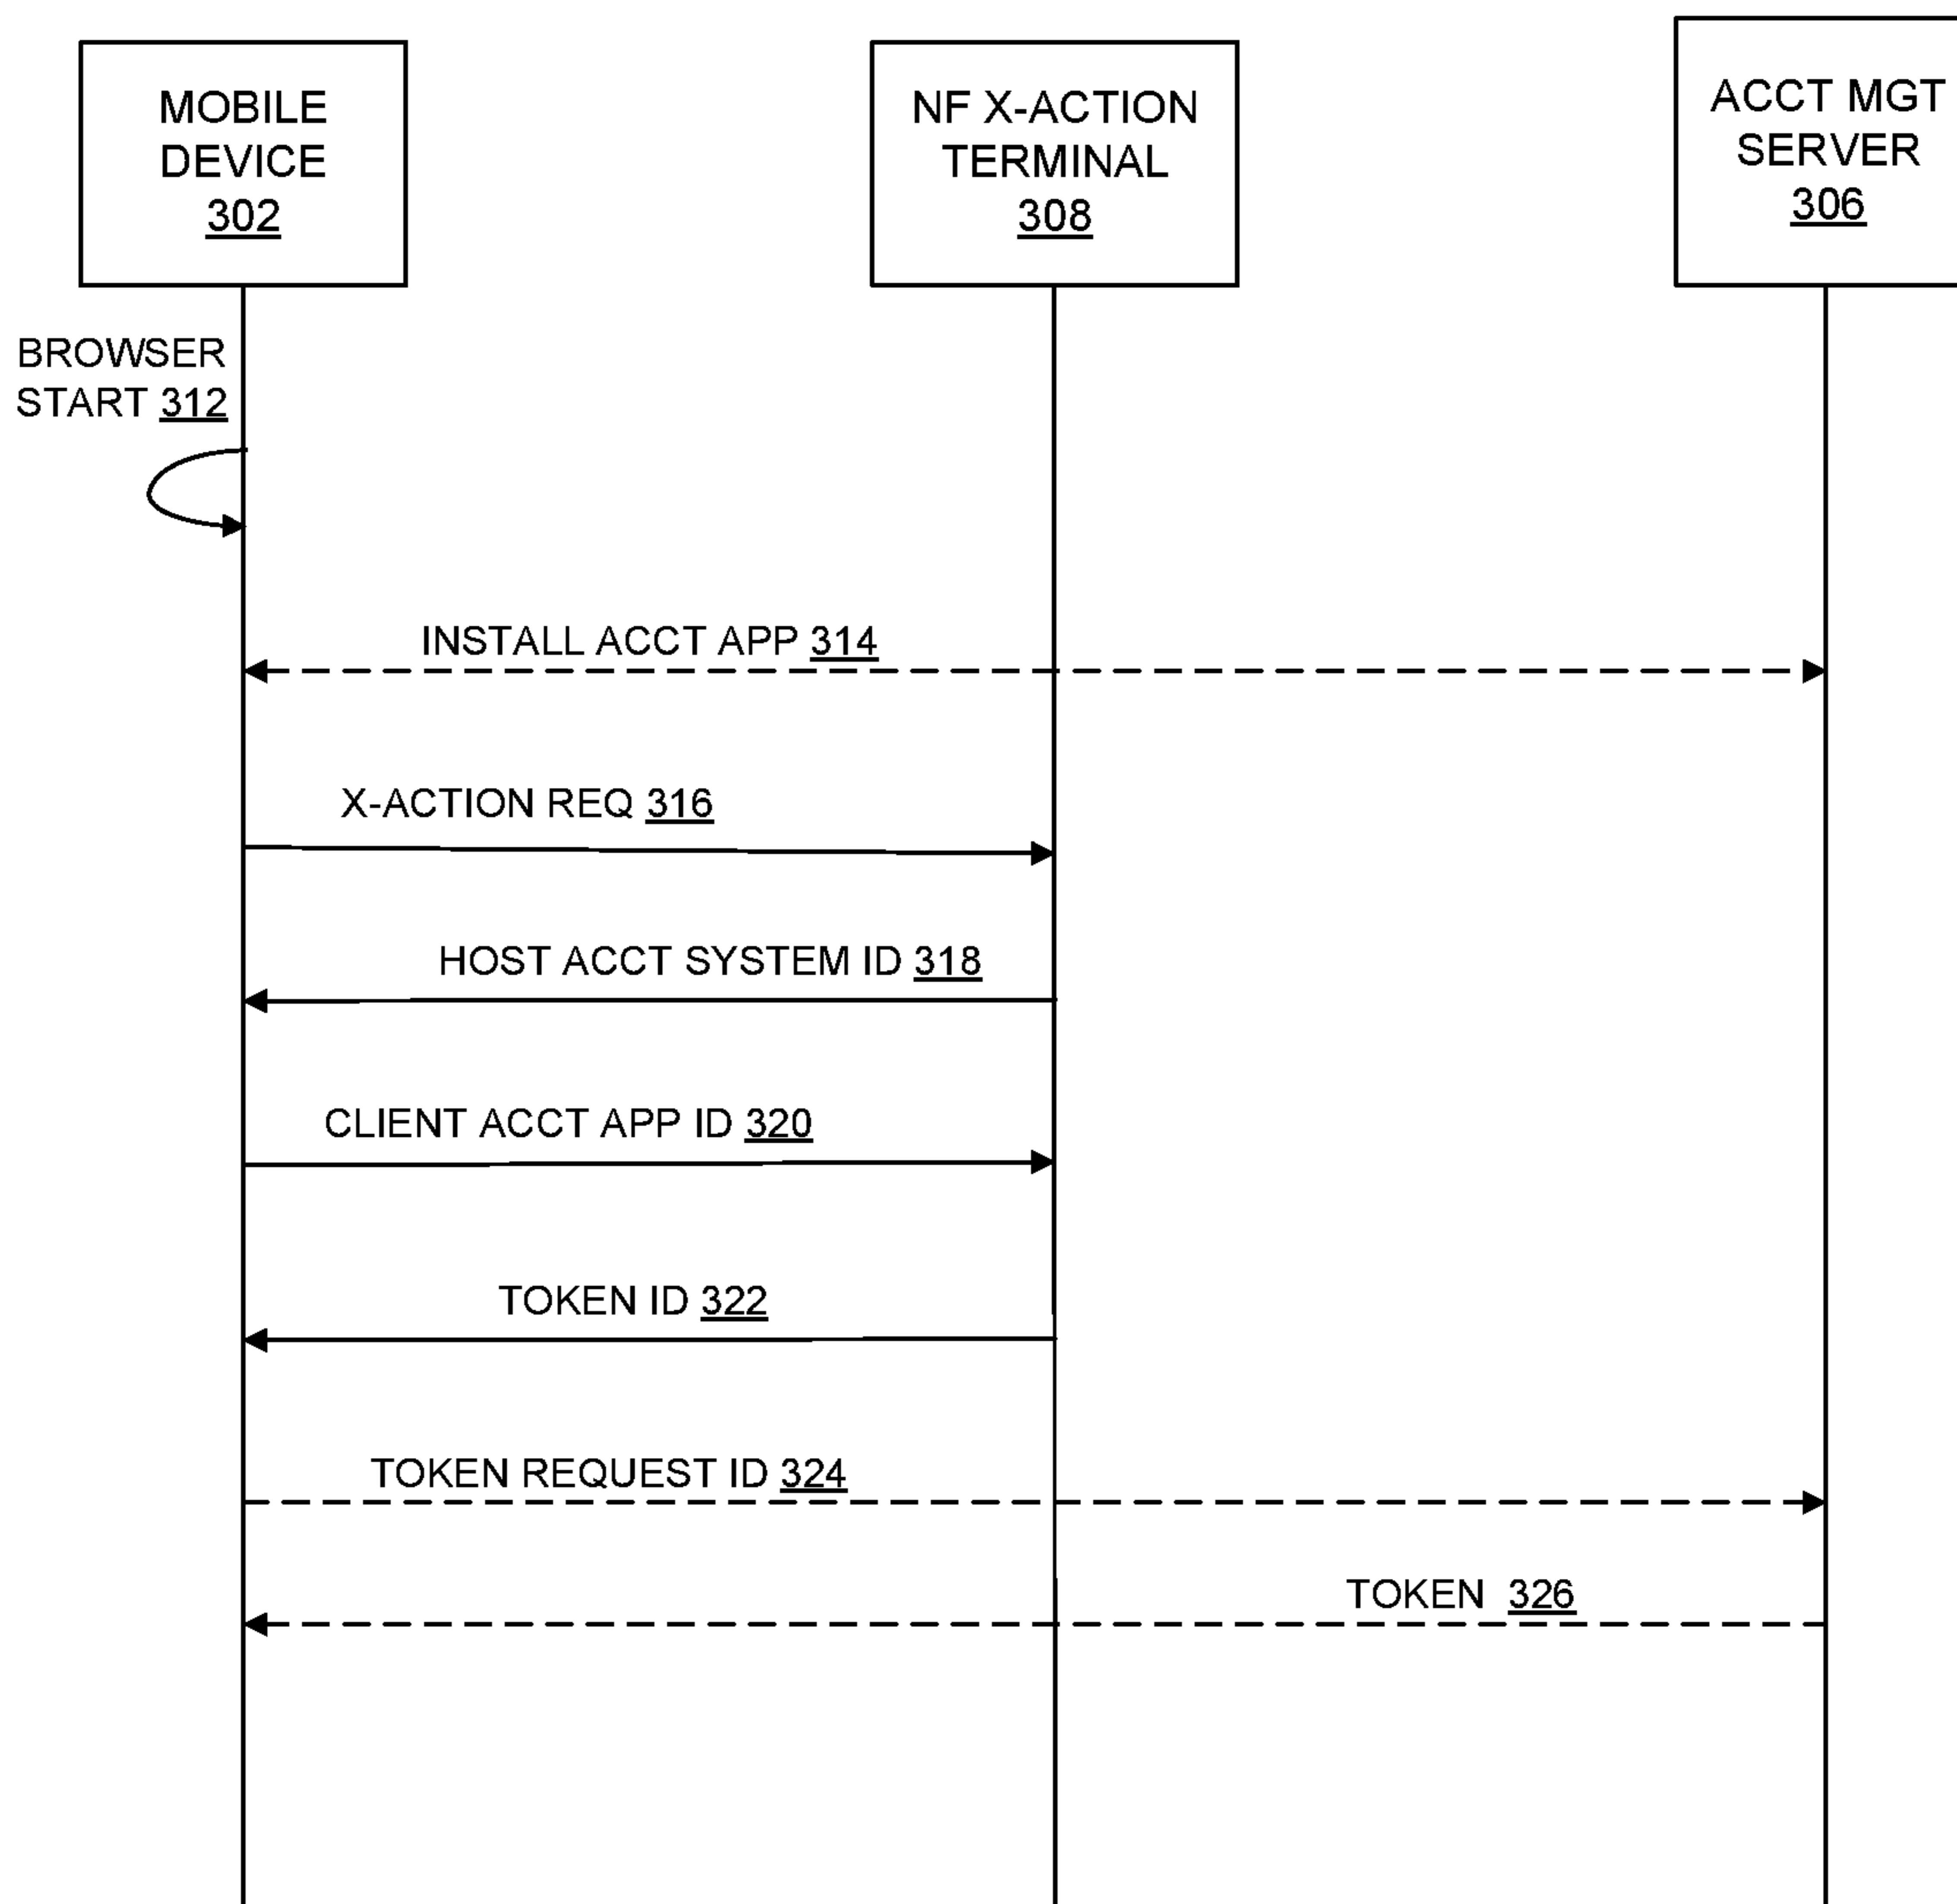 MOBILE
DEVICE
302
NF X-ACTION
TERMINAL
308
ACCT MGT
SERVER
306
BROWSER
START 312
INSTALL ACCT APP 314
X-ACTION REQ 316
HOST ACCT SYSTEM ID 318
CLIENT ACCT APP ID 320
TOKEN ID 322
TOKEN REQUEST ID 324
TOKEN 326